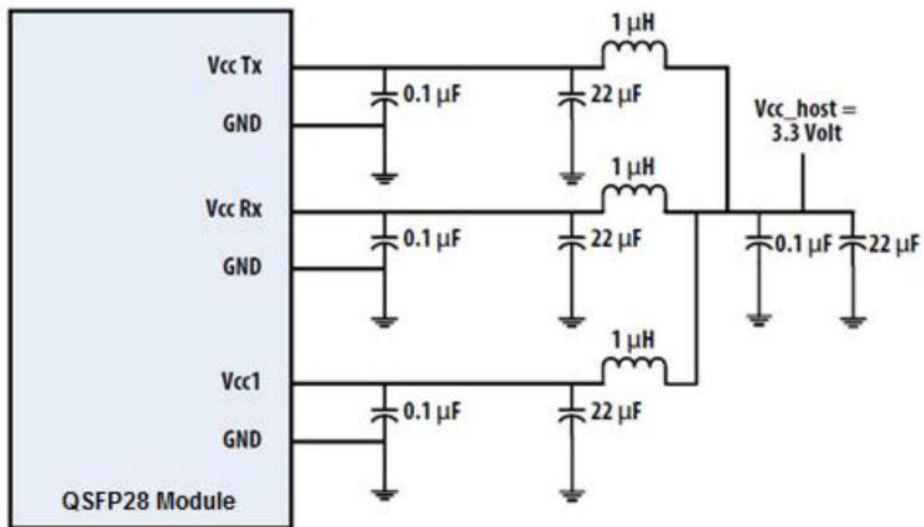 1 μH
Vcc Tx
0.1 μF
22 μF
GND
Vcc_host =
3.3 Volt
1 μH
Vcc Rx
0.1 μF
22 μF
0.1 μF
22 μF
GND
1 μH
Vcc1
0.1 μF
22 μF
GND
QSFP28 Module